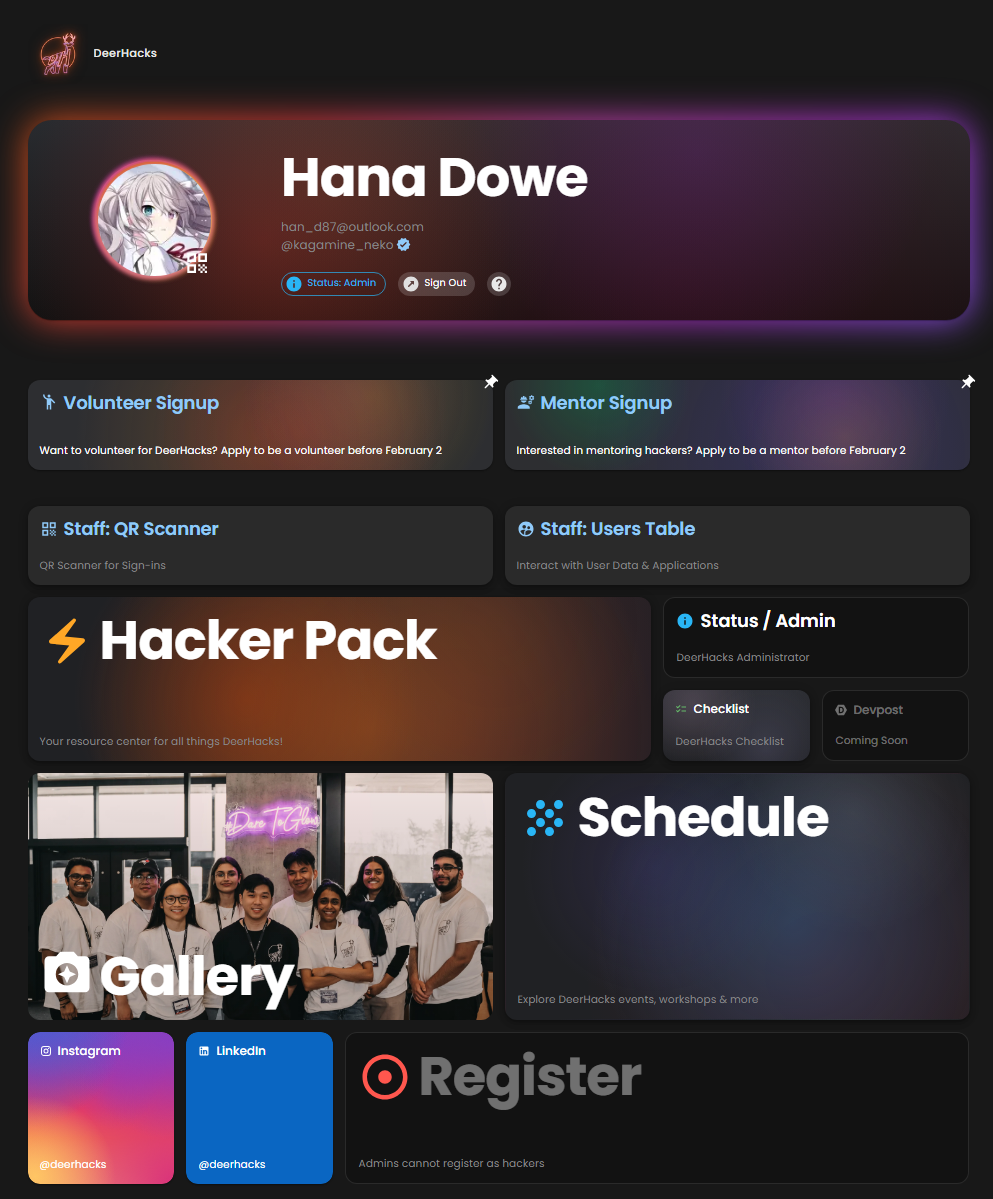 DeerHacks
Hana Dowe
han_d87@outlook.com
@kagamine_neko
Status: Admin
Sign Out
Volunteer Signup
Want to volunteer for DeerHacks? Apply to be a volunteer before February 2
Mentor Signup
Interested in mentoring hackers? Apply to be a mentor before February 2
Staff: QR Scanner
QR Scanner for Sign-ins
Staff: Users Table
Interact with User Data & Applications
Hacker Pack
Your resource center for all things DeerHacks!
Status / Admin
DeerHacks Administrator
Checklist
DeerHacks Checklist
Devpost
Coming Soon
#Dare To Glow
Gallery
Schedule
Explore DeerHacks events, workshops & more
Instagram
@deerhacks
LinkedIn
@deerhacks
Register
Admins cannot register as hackers